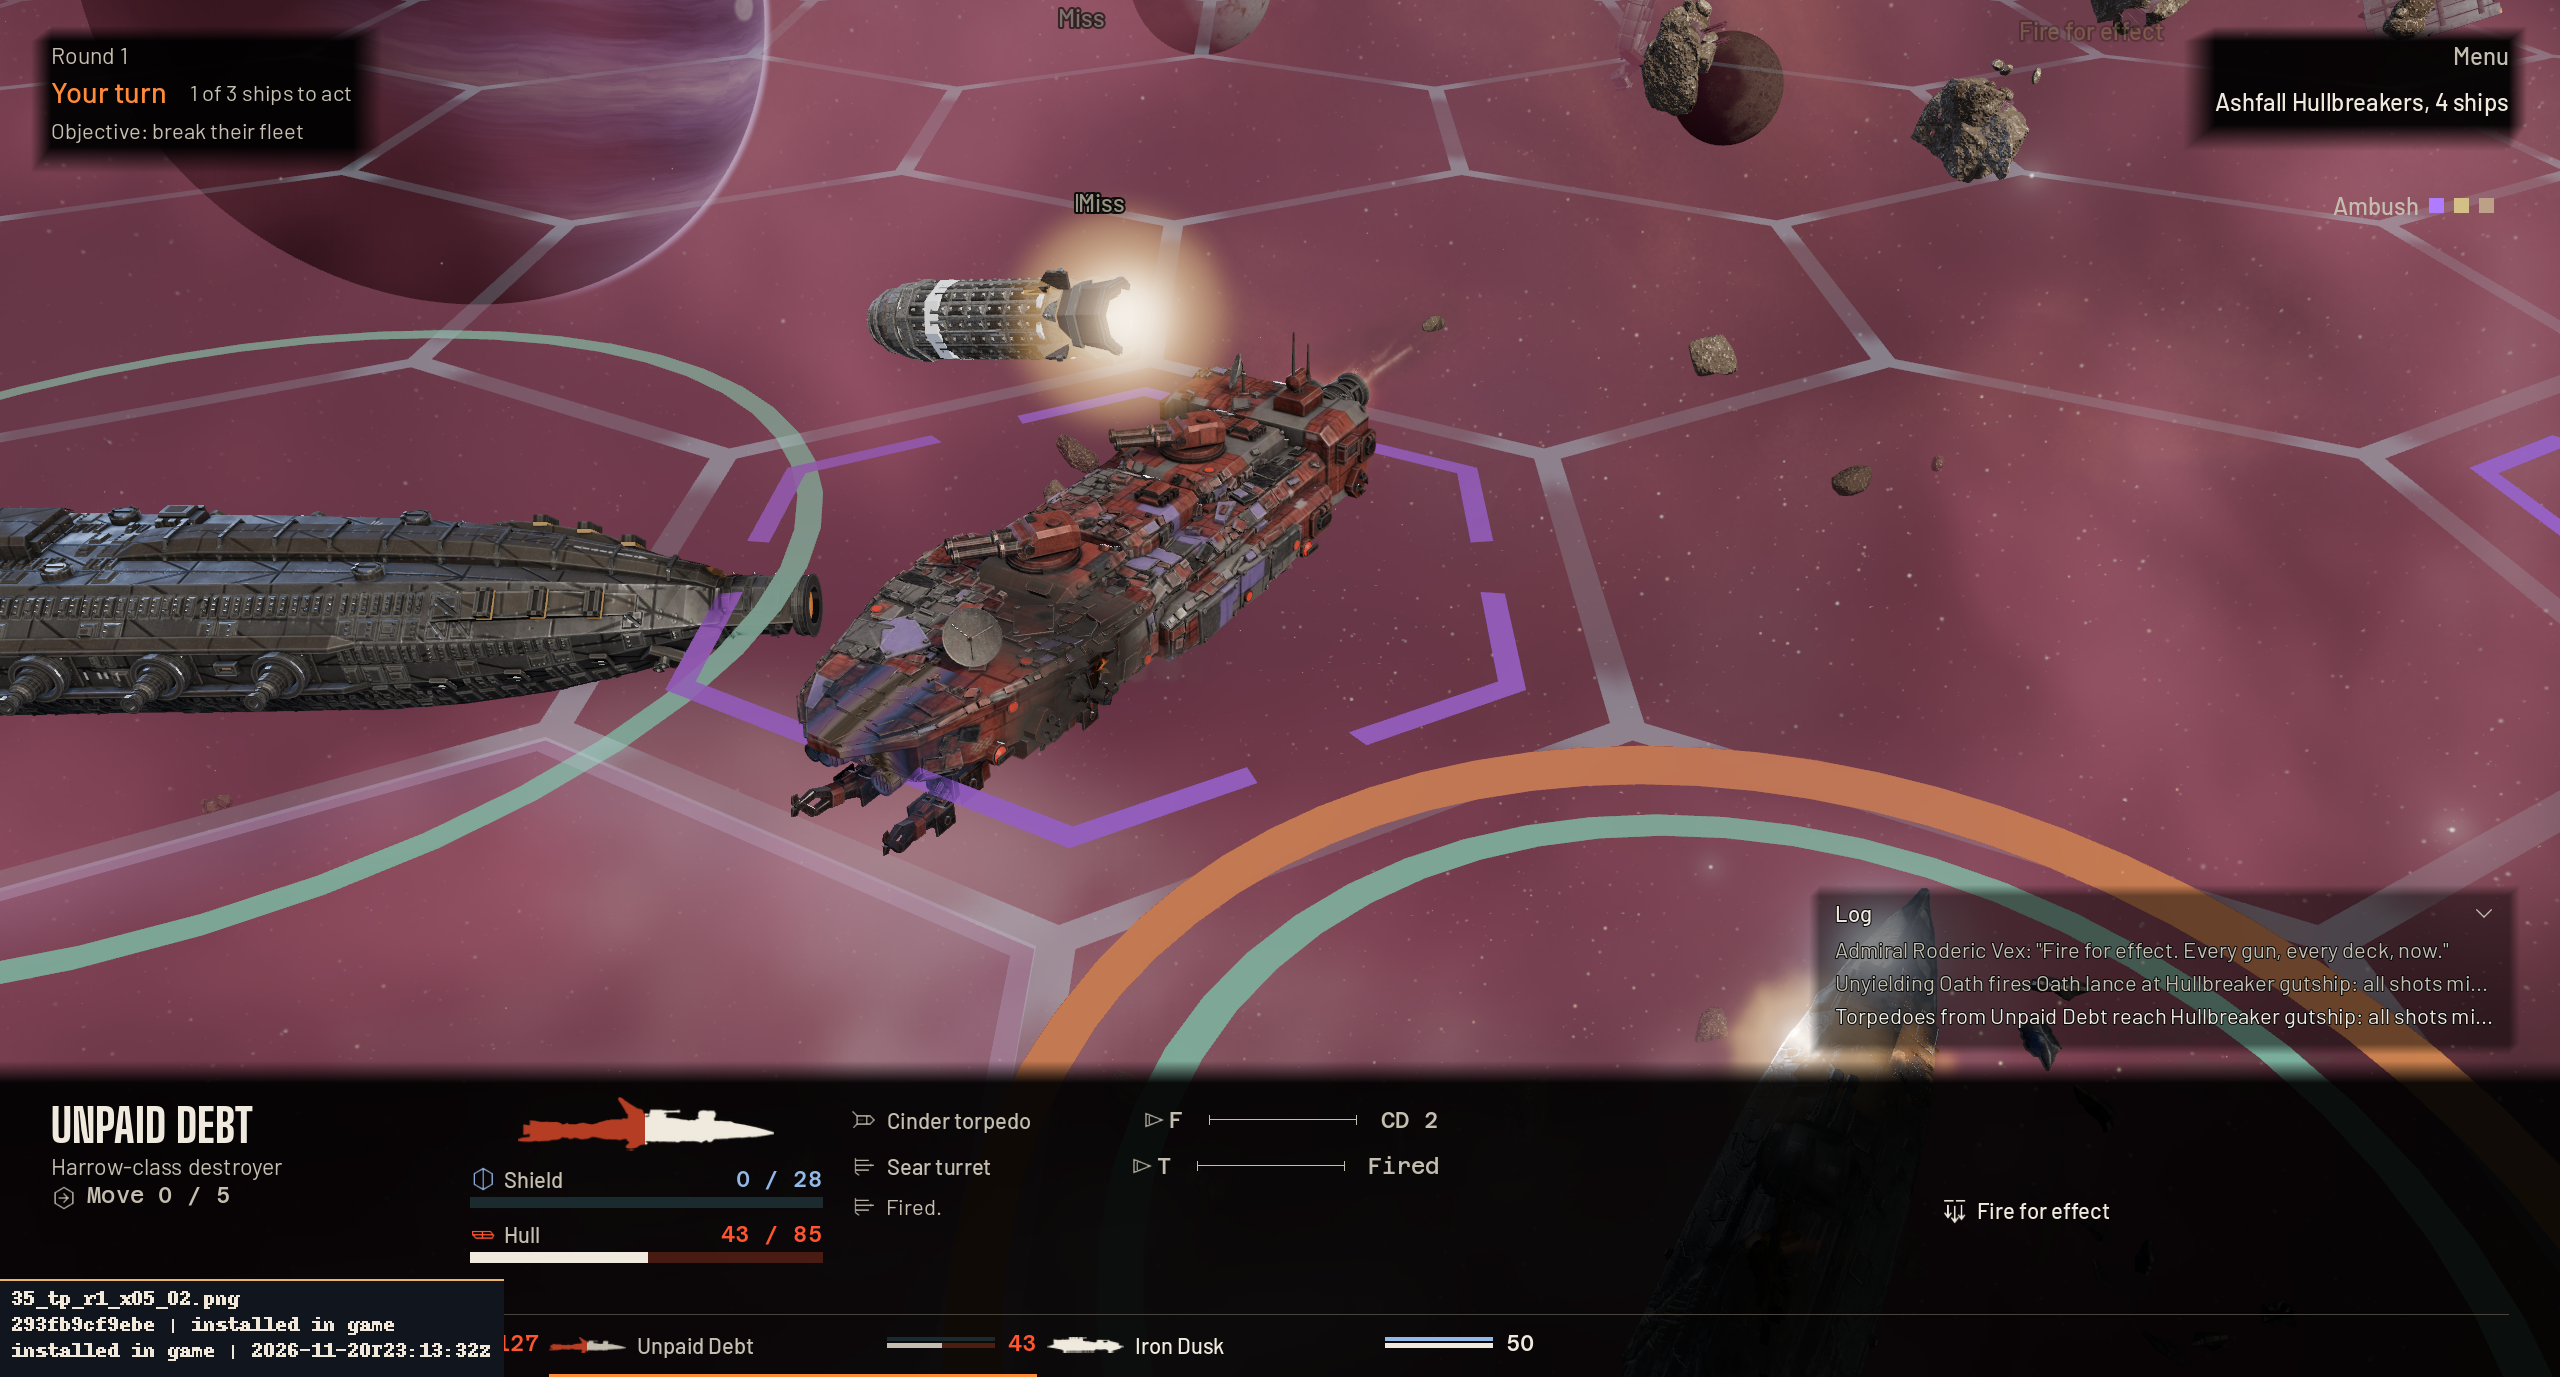 Miss
Fire for effect
Round 1
Your turn 1 of 3 ships to act
Objective: break their fleet
Menu
Ashfall Hullbreakers, 4 ships
Ambush
Miss
Log
Admiral Roderic Vex: "Fire for effect. Every gun, every deck, now."
Unyielding Oath fires Oath lance at Hullbreaker gutship: all shots mi...
Torpedoes from Unpaid Debt reach Hullbreaker gutship: all shots mi...
UNPAID DEBT
Harrow-class destroyer
Move 0 / 5
Shield 0 / 28
Hull 43 / 85
Cinder torpedo F CD 2
Sear turret T Fired
Fired.
Fire for effect
35_tp_r1_x05_02.png
293fb9cf9ebe | installed in game
installed in game | 2026-11-20T23:13:32Z
127 Unpaid Debt 43 Iron Dusk 50